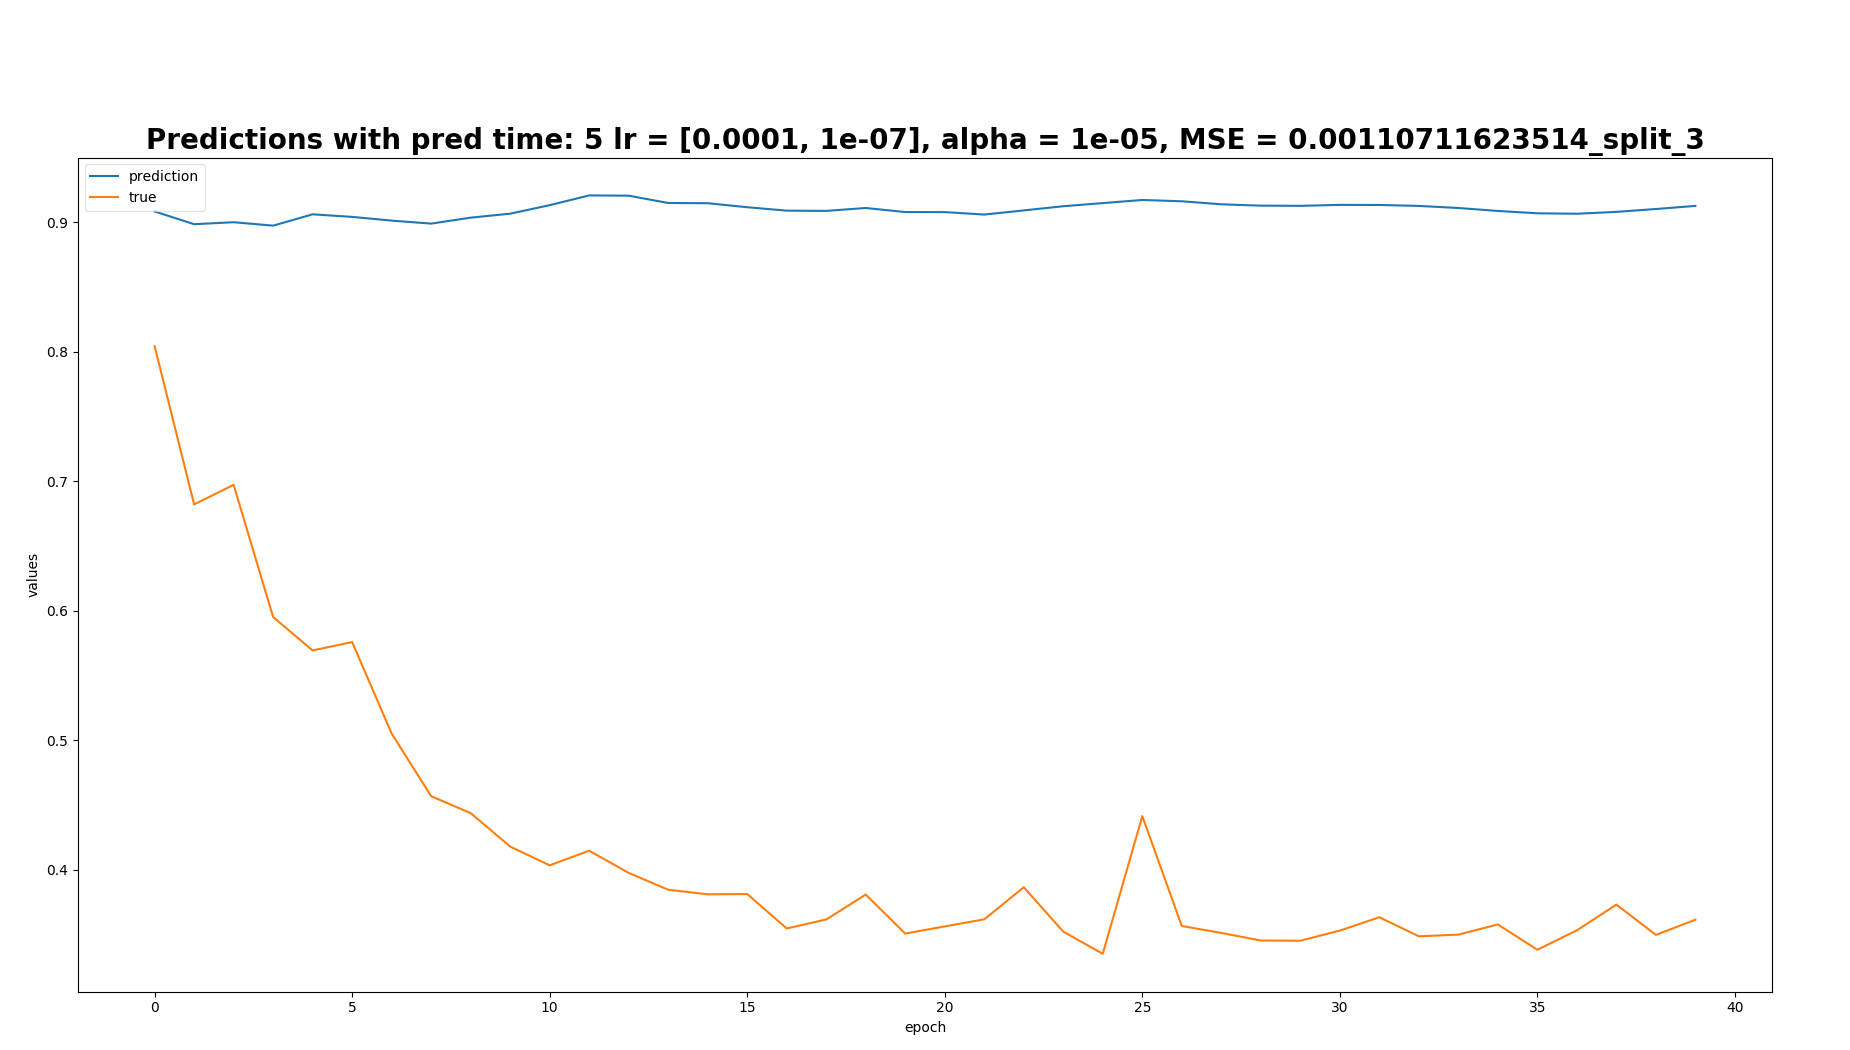 Predictions with pred time: 5 lr = [0.0001, 1e-07], alpha = 1e-05, MSE = 0.00110711623514_split_3
prediction
true
0.9
0.8
0.7
0.6
0.5
0.4
values
0 5 10 15 20 25 30 35 40
epoch